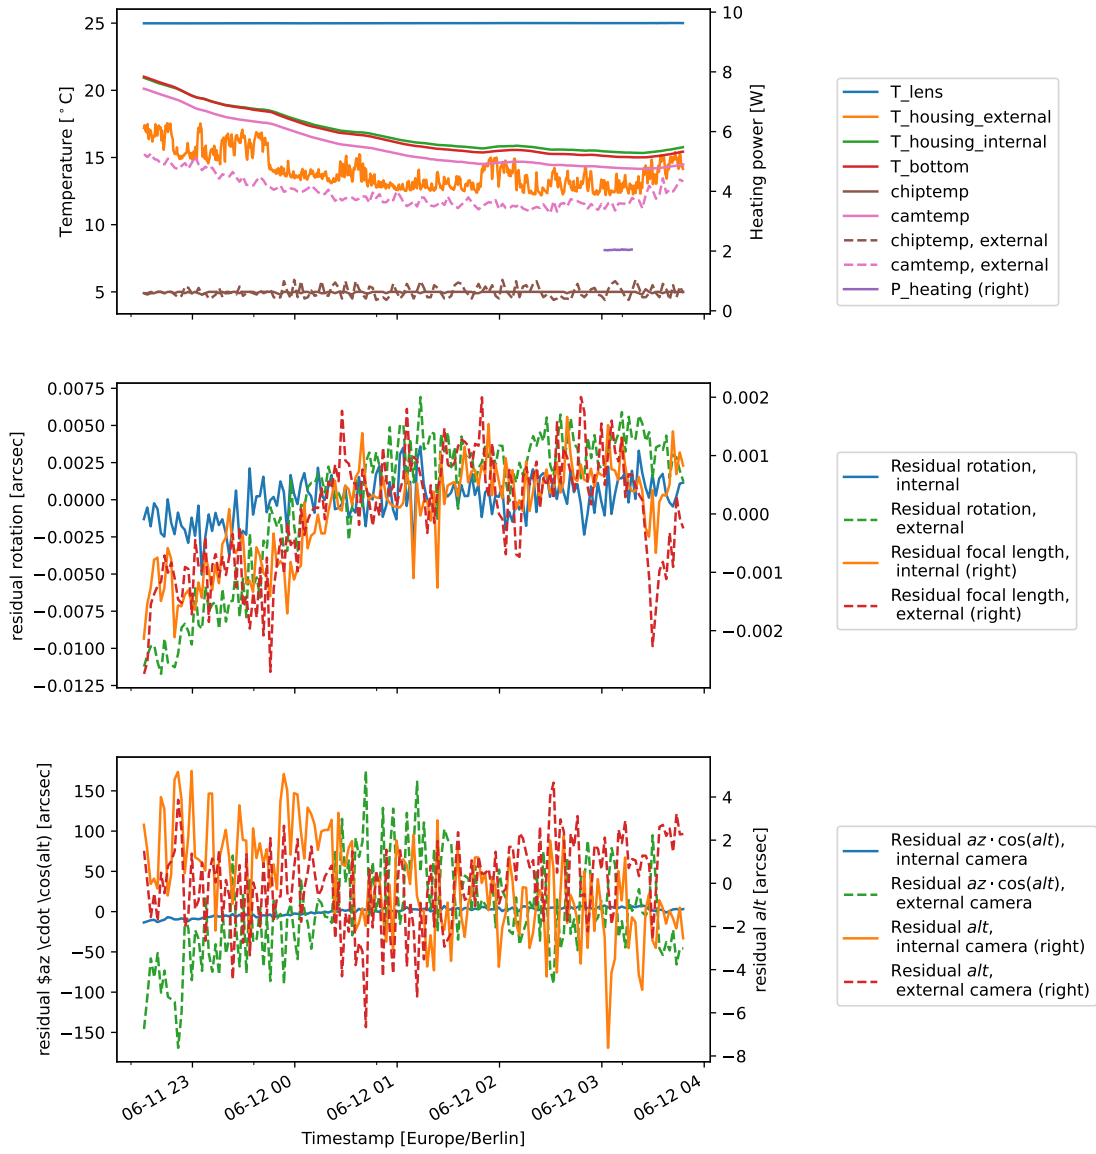 25
20
15
10
5
Temperature [°C]
10
8
6
4
2
0
Heating power [W]
T_lens
T_housing_external
T_housing_internal
T_bottom
chiptemp
camtemp
chiptemp, external
camtemp, external
P_heating (right)
0.0075
0.0050
0.0025
0.0000
−0.0025
−0.0050
−0.0075
−0.0100
−0.0125
residual rotation [arcsec]
0.002
0.001
0.000
−0.001
−0.002
Residual rotation,
internal
Residual rotation,
external
Residual focal length,
internal (right)
Residual focal length,
external (right)
150
100
50
0
−50
−100
−150
residual $az \cdot \cos(alt) [arcsec]
4
2
0
−2
−4
−6
−8
residual alt [arcsec]
Residual az · cos(alt),
internal camera
Residual az · cos(alt),
external camera
Residual alt,
internal camera (right)
Residual alt,
external camera (right)
06-11 23
06-12 00
06-12 01
06-12 02
06-12 03
06-12 04
Timestamp [Europe/Berlin]